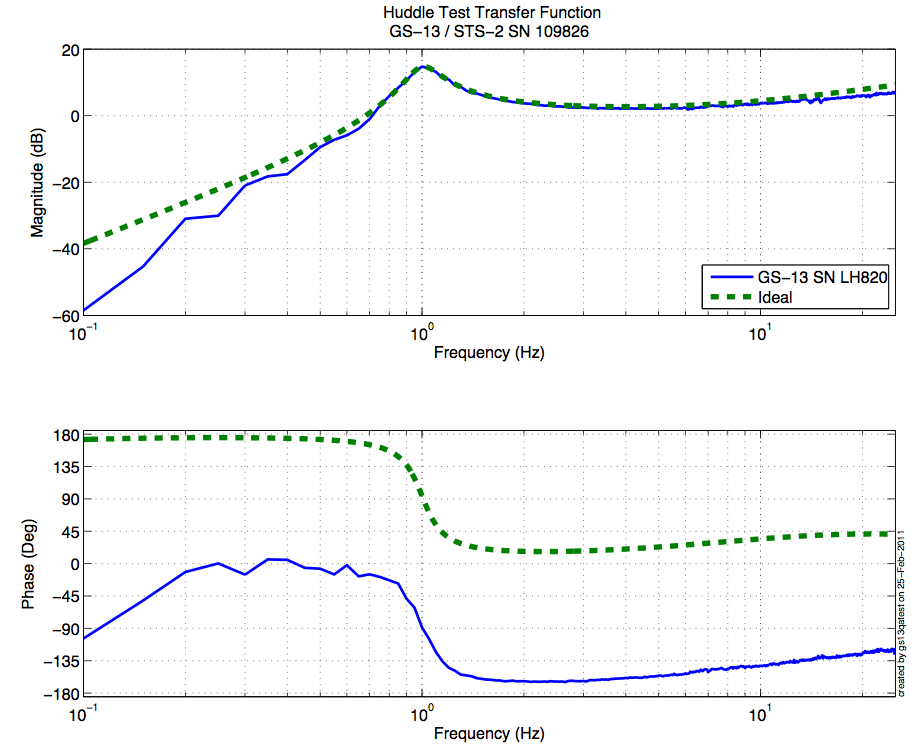 Huddle Test Transfer Function
GS−13 / STS−2 SN 109826
20
0
−20
−40
−60
Magnitude (dB)
GS−13 SN LH820
Ideal
10−1
100
101
Frequency (Hz)
180
135
90
45
0
−45
−90
−135
−180
Phase (Deg)
10−1
100
101
Frequency (Hz)
created by gs13qatest on 25−Feb−2011